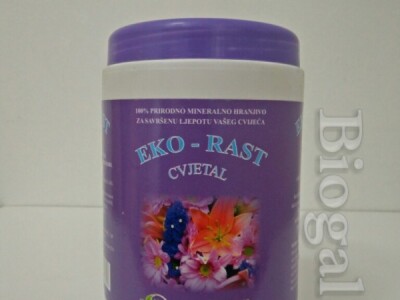 100% PRIRODNO MINERALNO HRANJIVO
ZA SAVRŠENU LJEPOTU VAŠEG CVIJEĆA
EKO - RAST
CVJETAL
Biogal